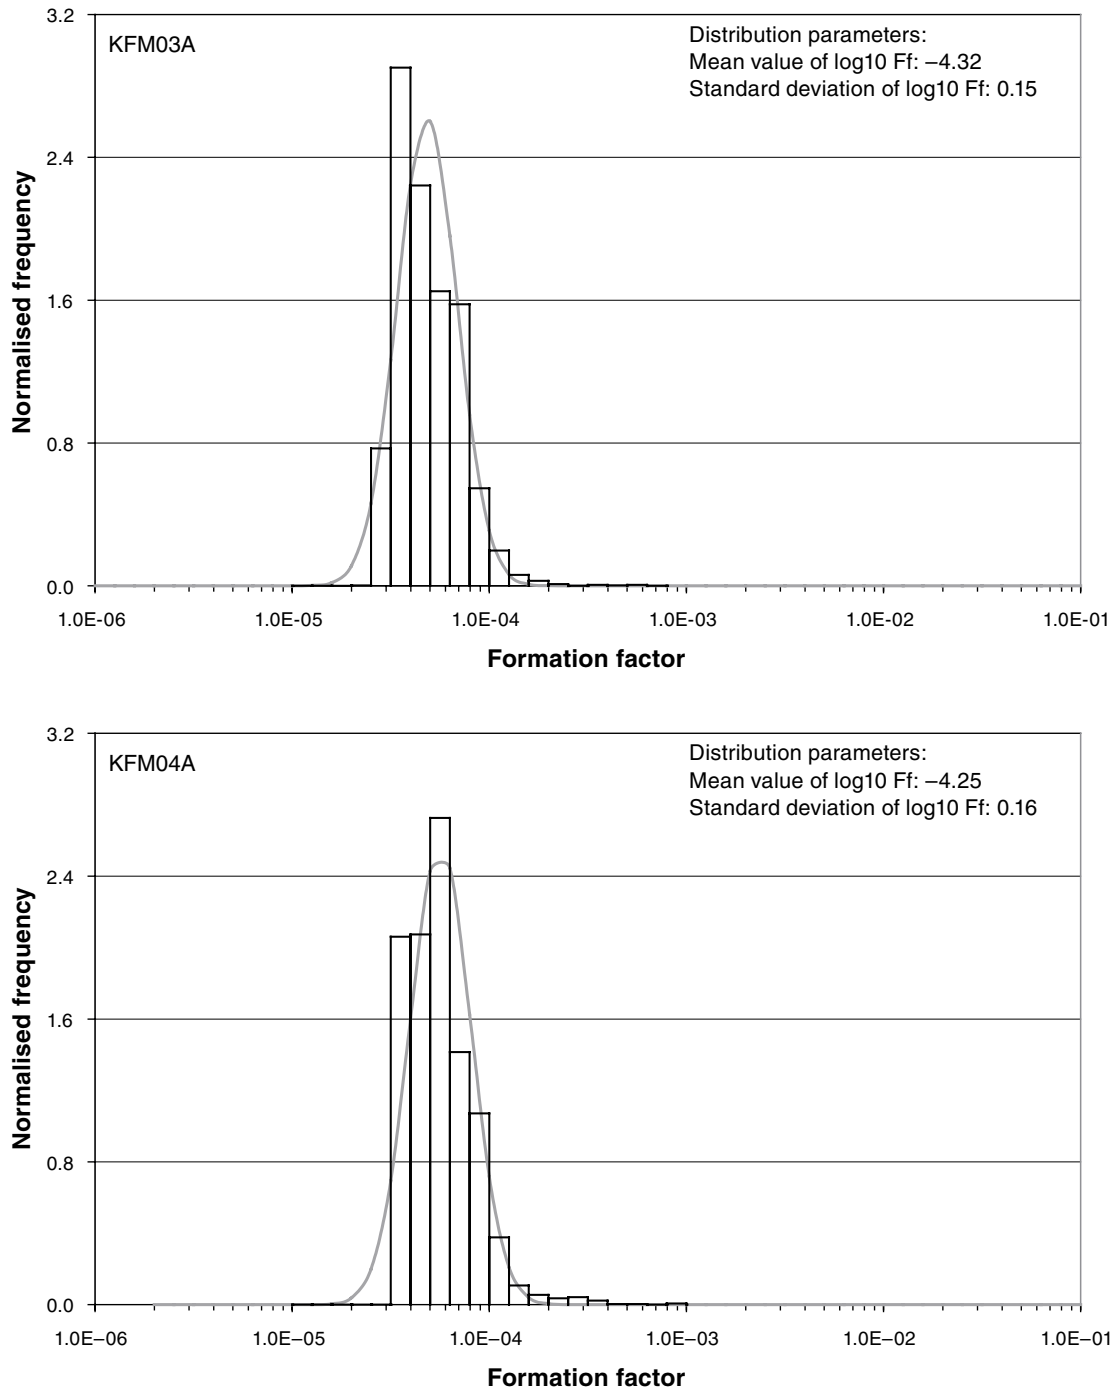 3.2
KFM03A
Distribution parameters:
Mean value of log10 Ff: −4.32
Standard deviation of log10 Ff: 0.15
2.4
Normalised frequency
1.6
0.8
0.0
1.0E-06 1.0E-05 1.0E-04 1.0E-03 1.0E-02 1.0E-01
Formation factor
3.2
KFM04A
Distribution parameters:
Mean value of log10 Ff: −4.25
Standard deviation of log10 Ff: 0.16
2.4
Normalised frequency
1.6
0.8
0.0
1.0E−06 1.0E−05 1.0E−04 1.0E−03 1.0E−02 1.0E−01
Formation factor